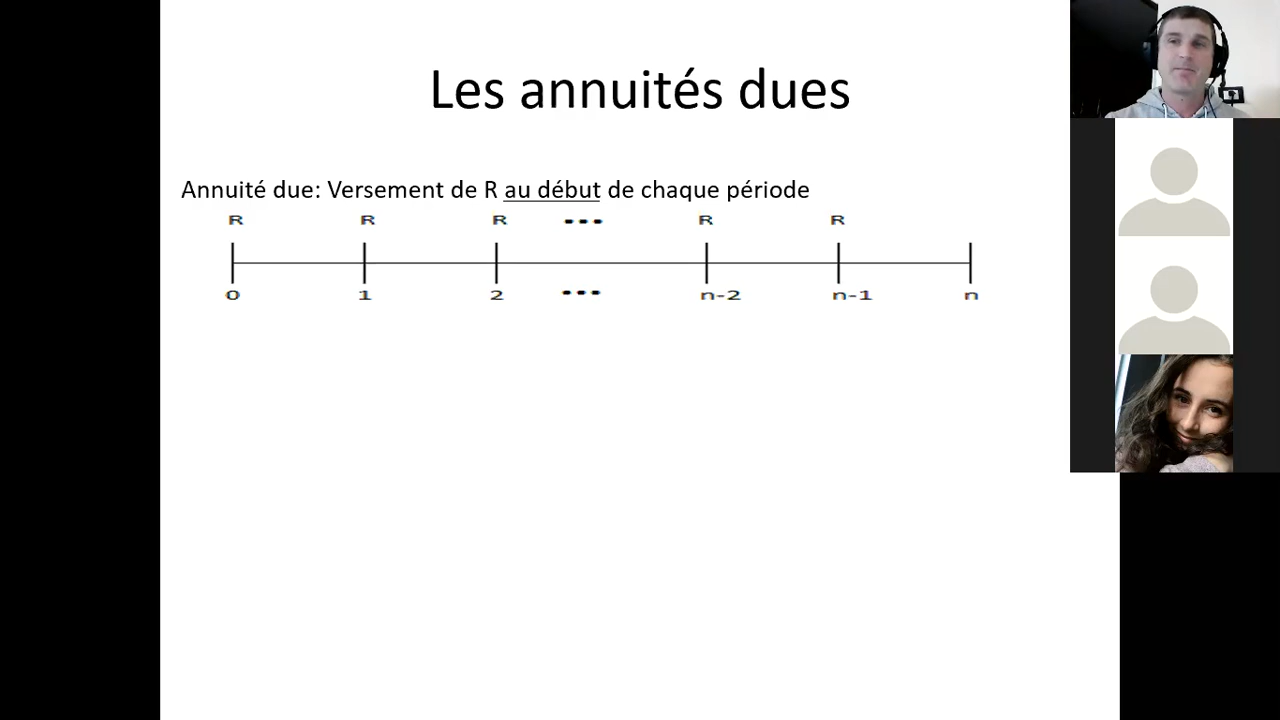 Les annuités dues
Annuité due: Versement de R au début de chaque période
R R R ••• R R
0 1 2 ••• n-2 n-1 n